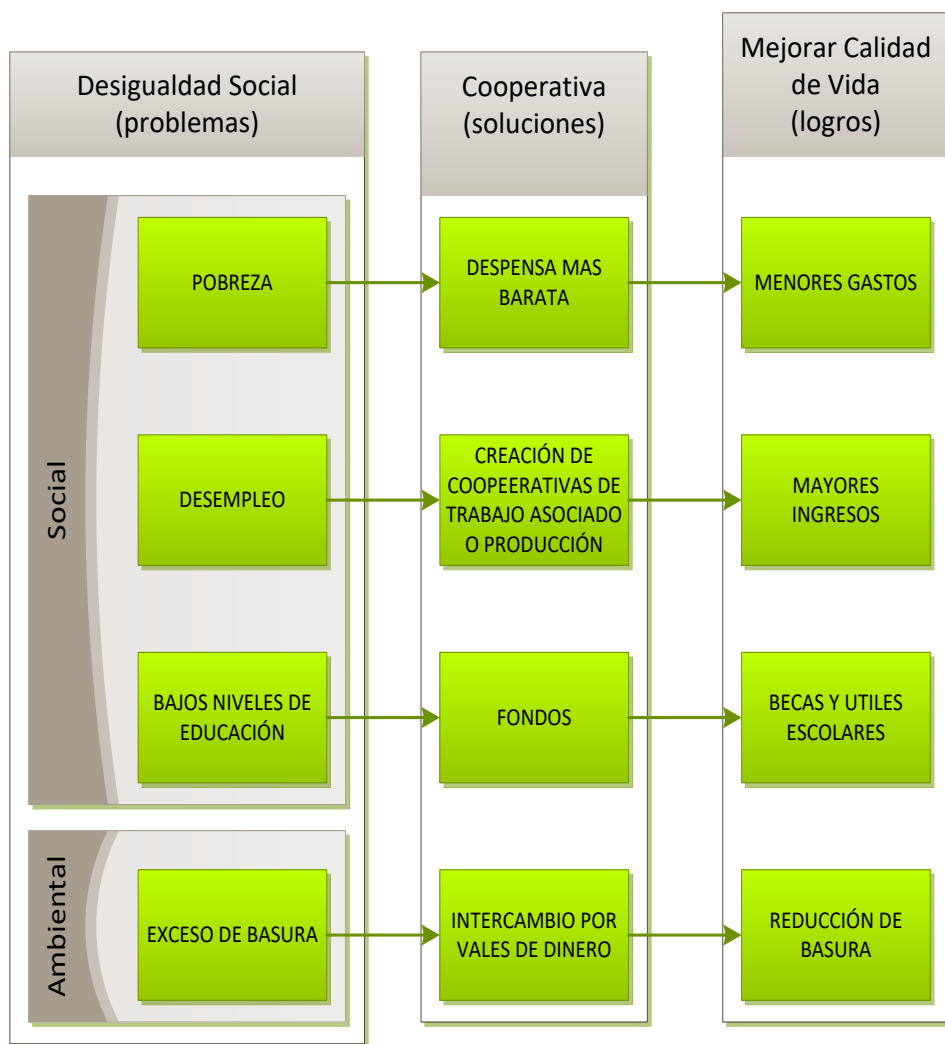 Desigualdad Social
(problemas)
Cooperativa
(soluciones)
Mejorar Calidad
de Vida
(logros)
Social
POBREZA
DESPENSA MAS
BARATA
MENORES GASTOS
DESEMPLEO
CREACIÓN DE
COOPEERATIVAS DE
TRABAJO ASOCIADO
O PRODUCCIÓN
MAYORES
INGRESOS
BAJOS NIVELES DE
EDUCACIÓN
FONDOS
BECAS Y UTILES
ESCOLARES
Ambiental
EXCESO DE BASURA
INTERCAMBIO POR
VALES DE DINERO
REDUCCIÓN DE
BASURA